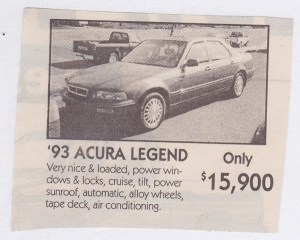 '93 ACURA LEGEND Only
Very nice & loaded, power win-
dows & locks, cruise, tilt, power
sunroof, automatic, alloy wheels,
tape deck, air conditioning.
$15,900